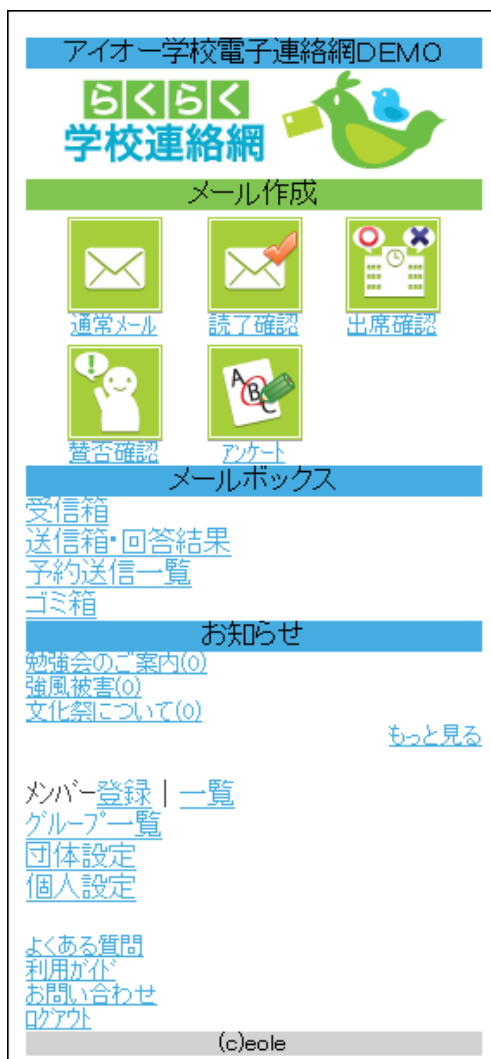 アイオー学校電子連絡網DEMO
らくらく
学校連絡網
メール作成
通常ﾒｰﾙ 読了確認 出席確認
ABC
賛否確認 ｱﾝｹｰﾄ
メールボックス
受信箱
送信箱・回答結果
予約送信一覧
ゴミ箱
お知らせ
勉強会のご案内(0)
強風被害(0)
文化祭について(0)
もっと見る
ﾒﾝﾊﾞｰ登録 | 一覧
ｸﾞﾙｰﾌﾟ一覧
団体設定
個人設定
よくある質問
利用ｶﾞｲﾄﾞ
お問い合わせ
ﾛｸﾞｱｳﾄ
(c)eole